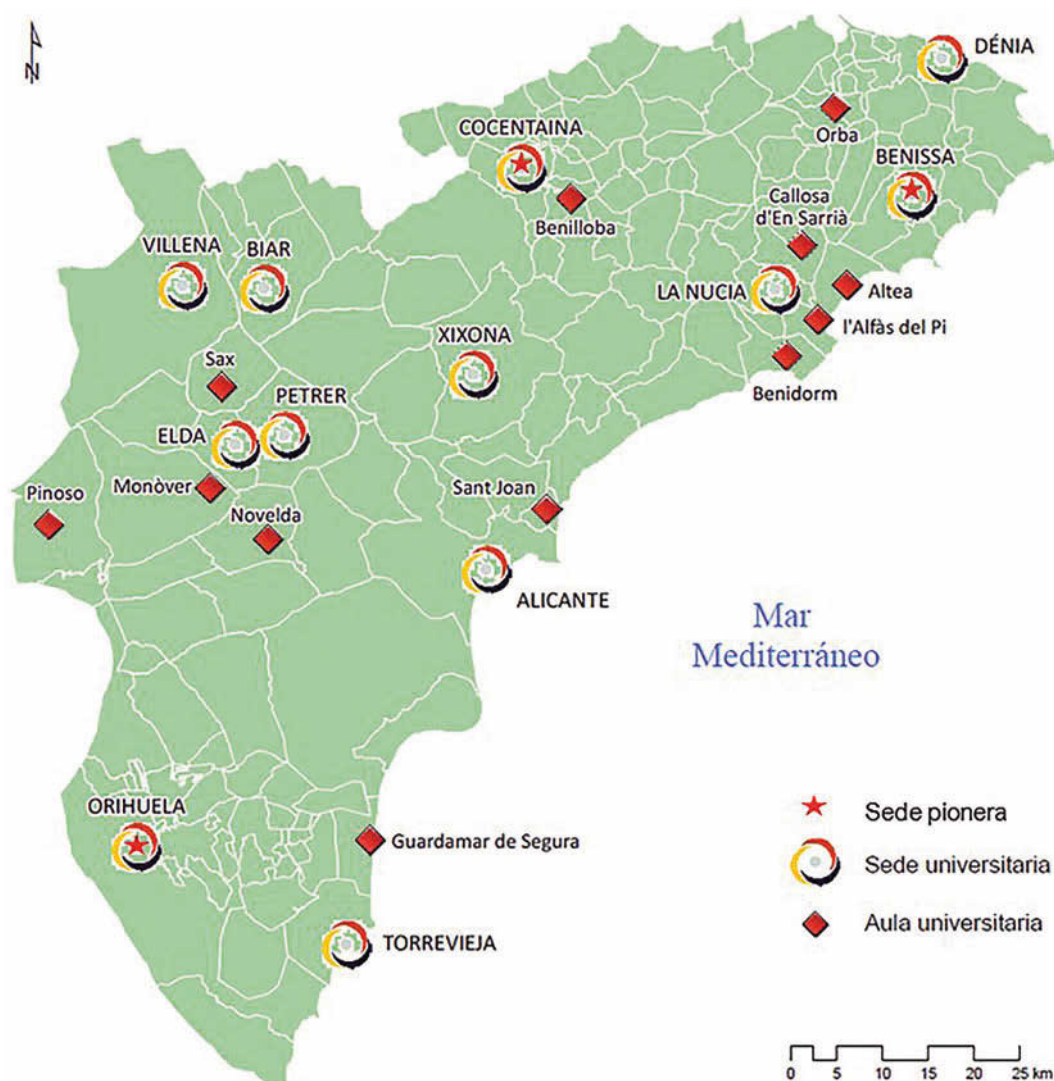 N
DÉNIA
Orba
COCENTAINA
BENISSA
Benilloba
Callosa
d'En Sarrià
VILLENA
BIAR
LA NUCIA
Altea
l'Alfàs del Pi
XIXONA
Benidorm
Sax
PETRER
ELDA
Monòver
Pinoso
Novelda
Sant Joan
ALICANTE
Mar
Mediterráneo
ORIHUELA
Guardamar de Segura
TORREVIEJA
Sede pionera
Sede universitaria
Aula universitaria
0 5 10 15 20 25 km